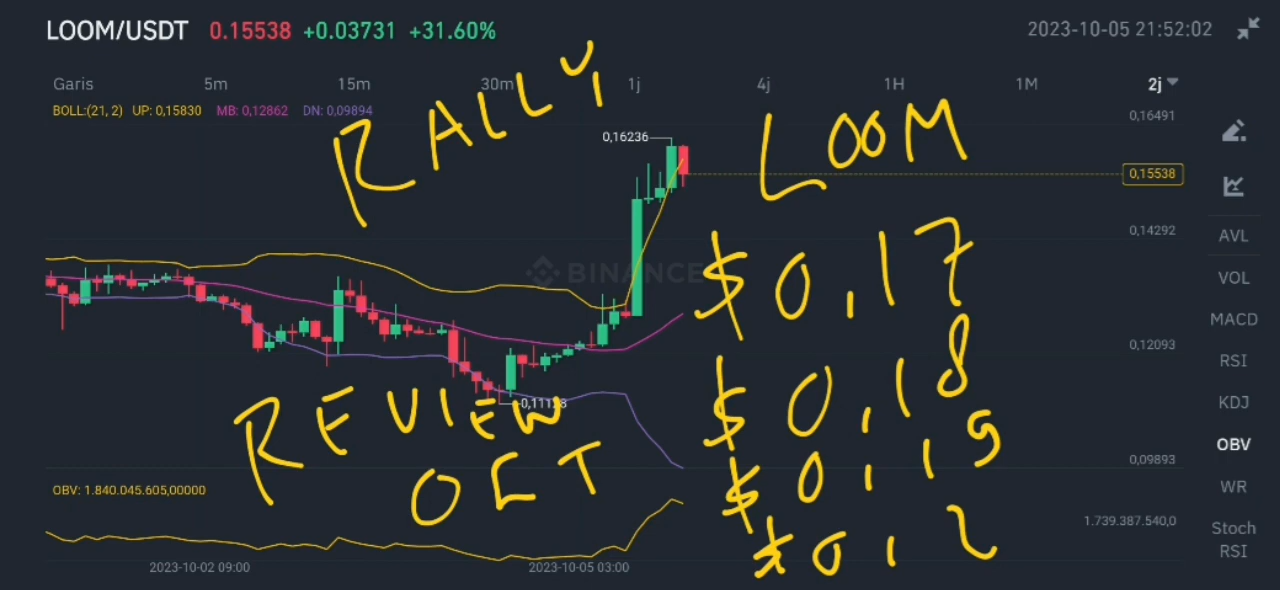 LOOM/USDT 0.15538 +0.03731 +31.60% 2023-10-05 21:52:02
Garis 5m 15m 30m 1j 4j 1H 1M 2j
BOLL:(21, 2) UP: 0,15830 MB: 0,12862 DN: 0,09894
RALLY
LOOM
0,16236
0,16491
0,15538
0,14292
0,12093
0,09893
BINANCE
$ 0,17
$ 0,18
$ 0,19
$ 0,2
REVIEW
OCT
OBV: 1.840.045.605,00000
1.739.387.540,0
2023-10-02 09:00 2023-10-05 03:00
AVL
VOL
MACD
RSI
KDJ
OBV
WR
Stoch
RSI